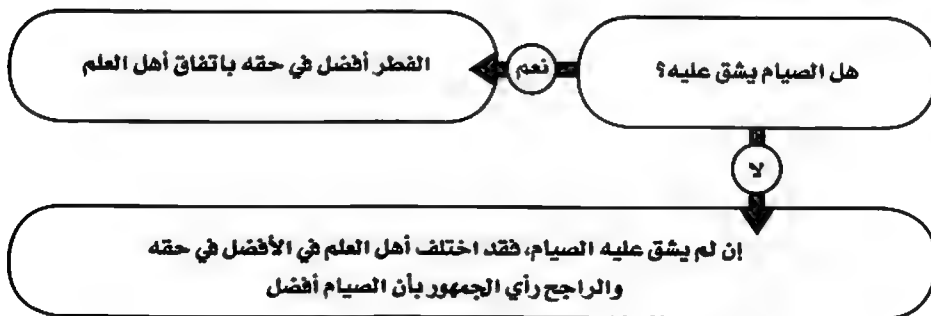 هل الصيام يشق عليه؟
نعم
الفطر أفضل في حقه باتفاق أهل العلم
لا
إن لم يشق عليه الصيام، فقد اختلف أهل العلم في الأفضل في حقه
والراجح رأي الجمهور بأن الصيام أفضل